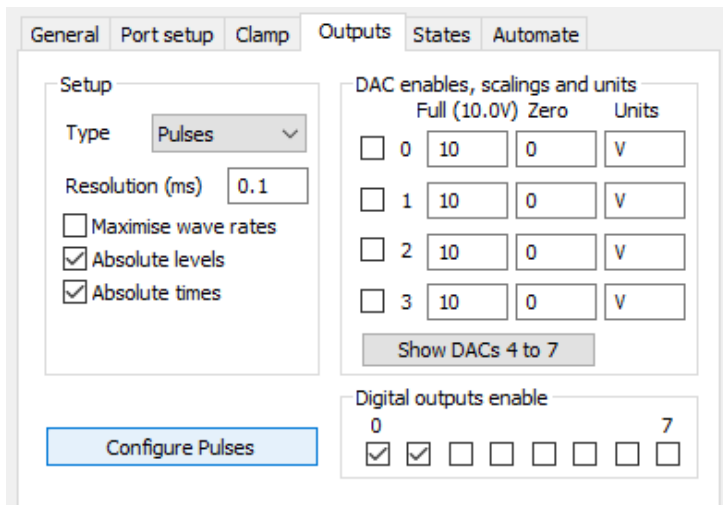 General Port setup Clamp Outputs States Automate
Setup
Type Pulses
Resolution (ms) 0.1
Maximise wave rates
Absolute levels
Absolute times
Configure Pulses
DAC enables, scalings and units
Full (10.0V) Zero Units
0 10 0 V
1 10 0 V
2 10 0 V
3 10 0 V
Show DACs 4 to 7
Digital outputs enable
0 7